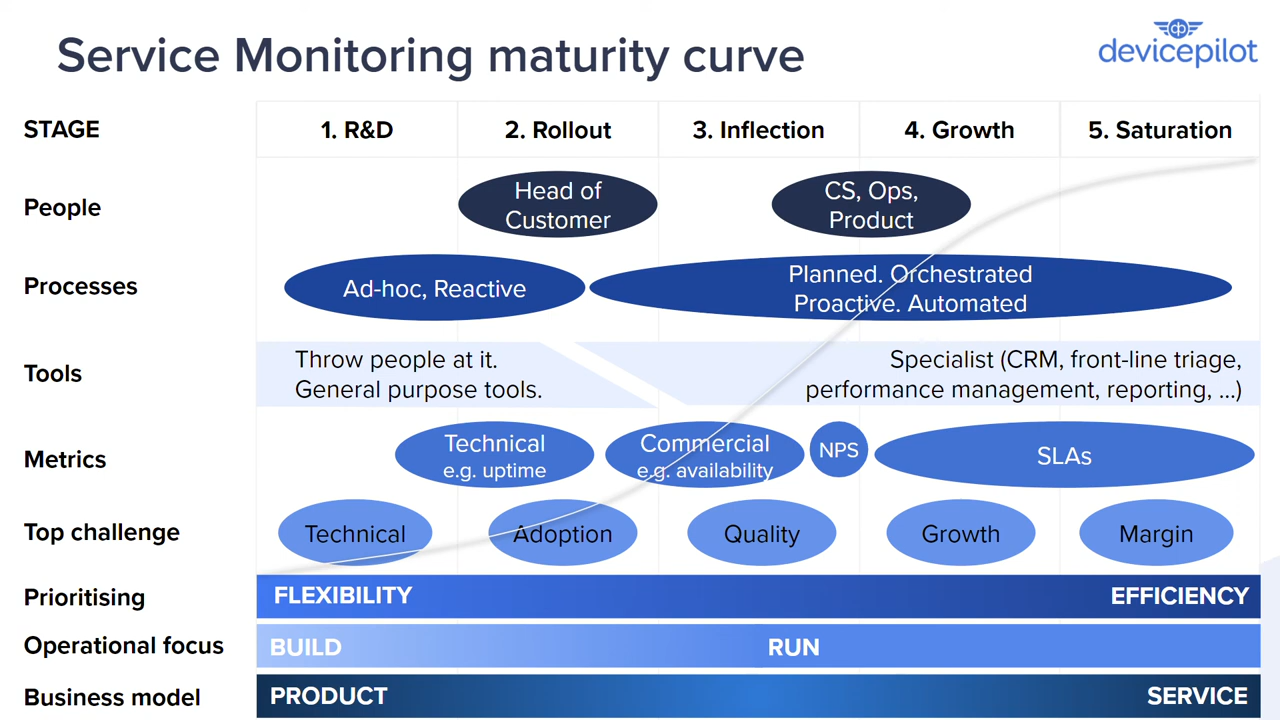 Service Monitoring maturity curve
devicepilot
STAGE
1. R&D
2. Rollout
3. Inflection
4. Growth
5. Saturation
People
Head of
Customer
CS, Ops,
Product
Processes
Ad-hoc, Reactive
Planned. Orchestrated
Proactive. Automated
Tools
Throw people at it.
General purpose tools.
Specialist (CRM, front-line triage,
performance management, reporting, ...)
Metrics
Technical
e.g. uptime
Commercial
e.g. availability
NPS
SLAs
Top challenge
Technical
Adoption
Quality
Growth
Margin
Prioritising
FLEXIBILITY
EFFICIENCY
Operational focus
BUILD
RUN
Business model
PRODUCT
SERVICE